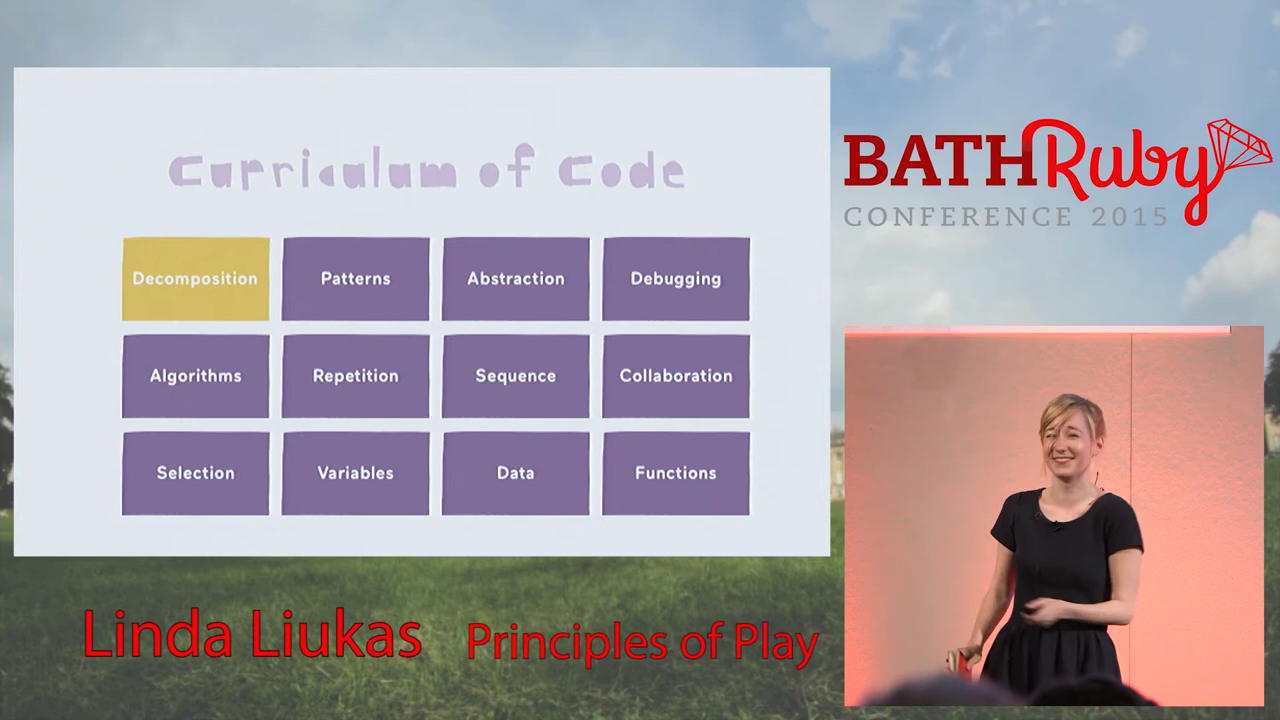 Curriculum of Code
Decomposition
Patterns
Abstraction
Debugging
Algorithms
Repetition
Sequence
Collaboration
Selection
Variables
Data
Functions
BATHRuby
CONFERENCE 2015
Linda Liukas
Principles of Play